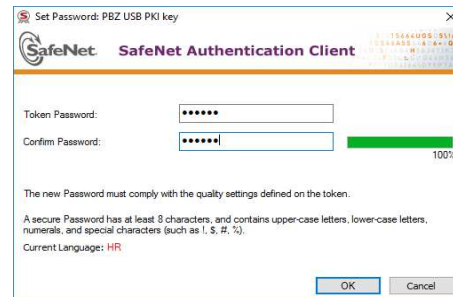 Set Password: PBZ USB PKI key
SafeNet. SafeNet Authentication Client
Token Password: ••••••
Confirm Password: ••••••
100%
The new Password must comply with the quality settings defined on the token.
A secure Password has at least 8 characters, and contains upper-case letters, lower-case letters,
numerals, and special characters (such as !, $, #, %).
Current Language: HR
OK Cancel